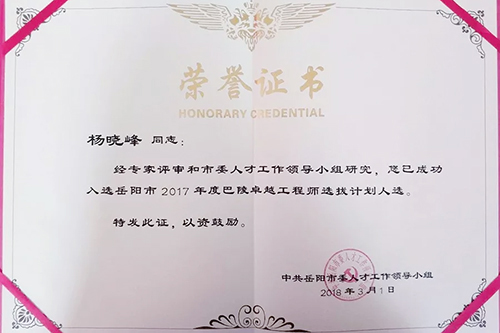 荣誉证书
HONORARY CREDENTIAL
杨晓峰 同志：
经专家评审和市委人才工作领导小组研究，您已成功
入选岳阳市 2017 年度巴陵卓越工程师选拔计划人选。
特发此证，以资鼓励。
中共岳阳市委人才工作领导小组
2018 年 3 月 1 日